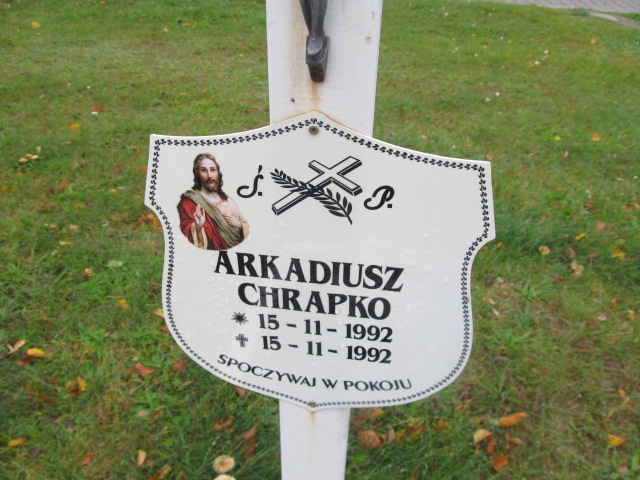 Ś. P.
ARKADIUSZ
CHRAPKO
15 - 11 - 1992
15 - 11 - 1992
SPOCZYWAJ W POKOJU